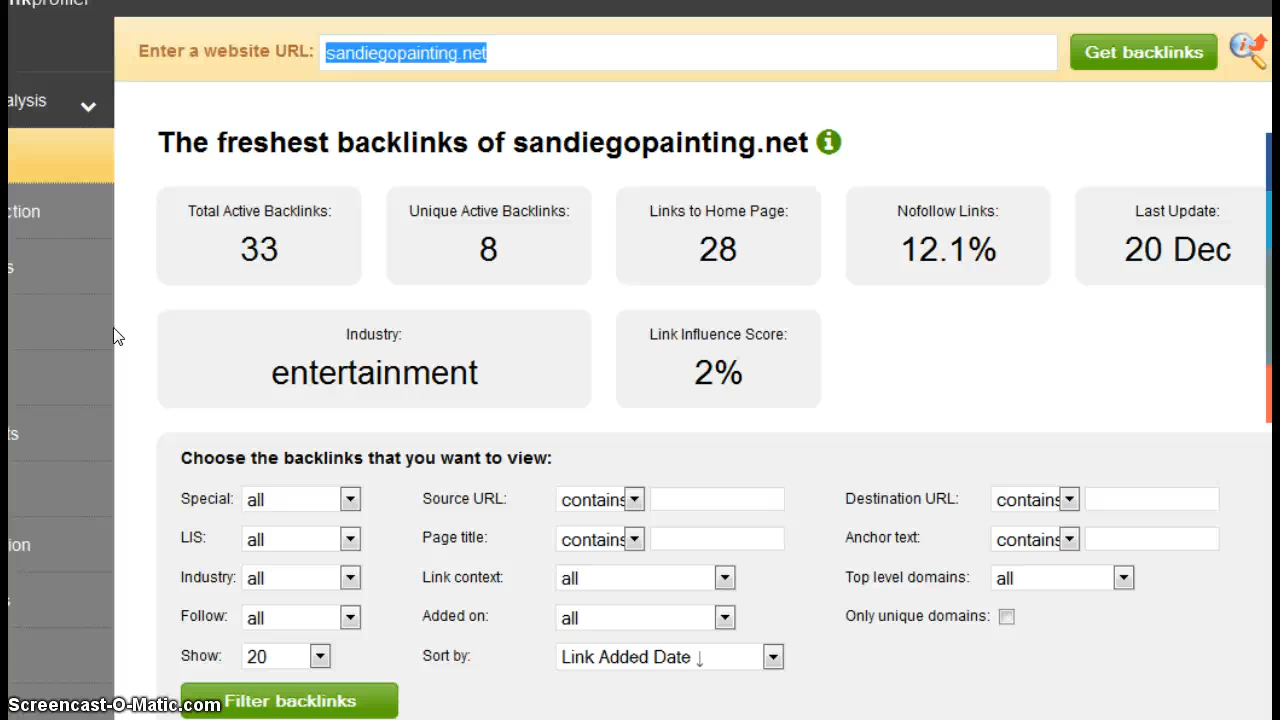 Enter a website URL: sandiegopainting.net Get backlinks
The freshest backlinks of sandiegopainting.net
Total Active Backlinks: Unique Active Backlinks: Links to Home Page: Nofollow Links: Last Update:
33 8 28 12.1% 20 Dec
Industry: Link Influence Score:
entertainment 2%
Choose the backlinks that you want to view:
Special: all Source URL: contains Destination URL: contains
LIS: all Page title: contains Anchor text: contains
Industry: all Link context: all Top level domains: all
Follow: all Added on: all Only unique domains:
Show: 20 Sort by: Link Added Date ↓
Filter backlinks
Screencast-O-Matic.com